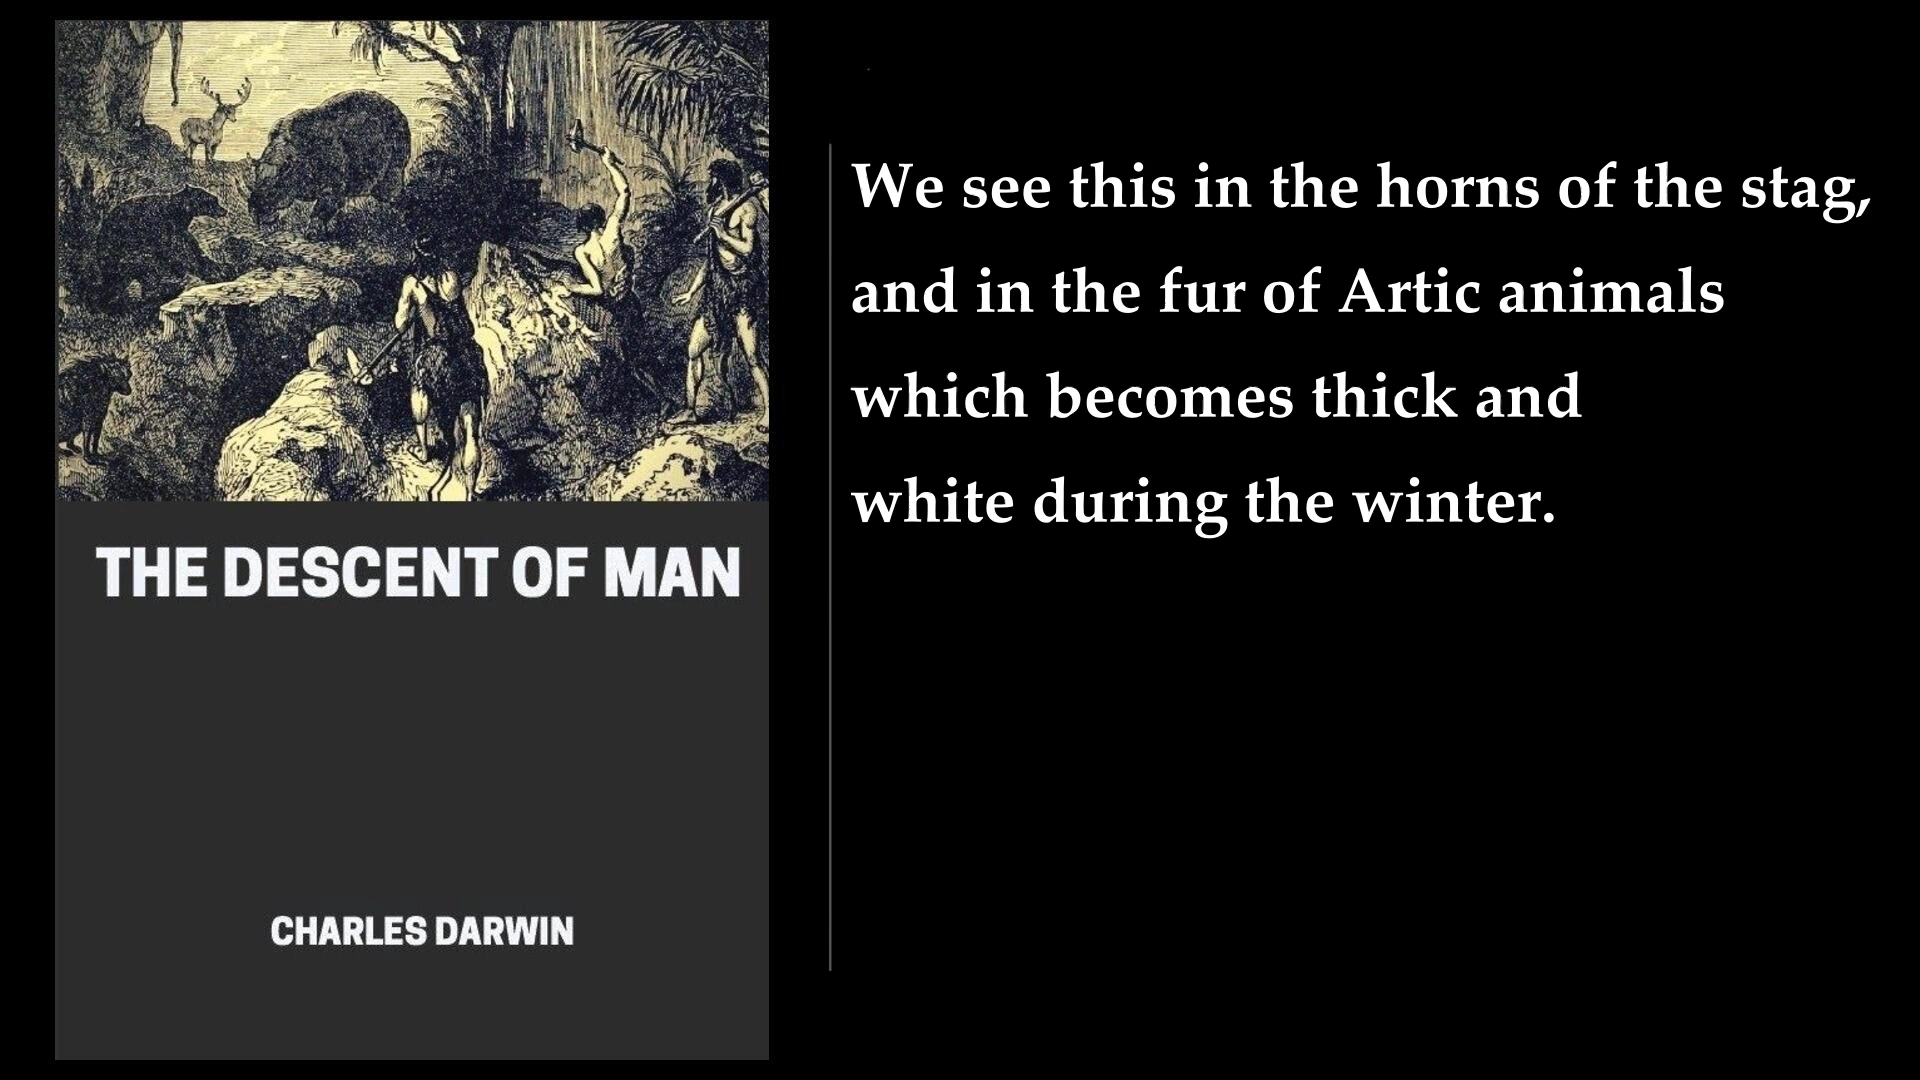 THE DESCENT OF MAN
CHARLES DARWIN
We see this in the horns of the stag,
and in the fur of Artic animals
which becomes thick and
white during the winter.